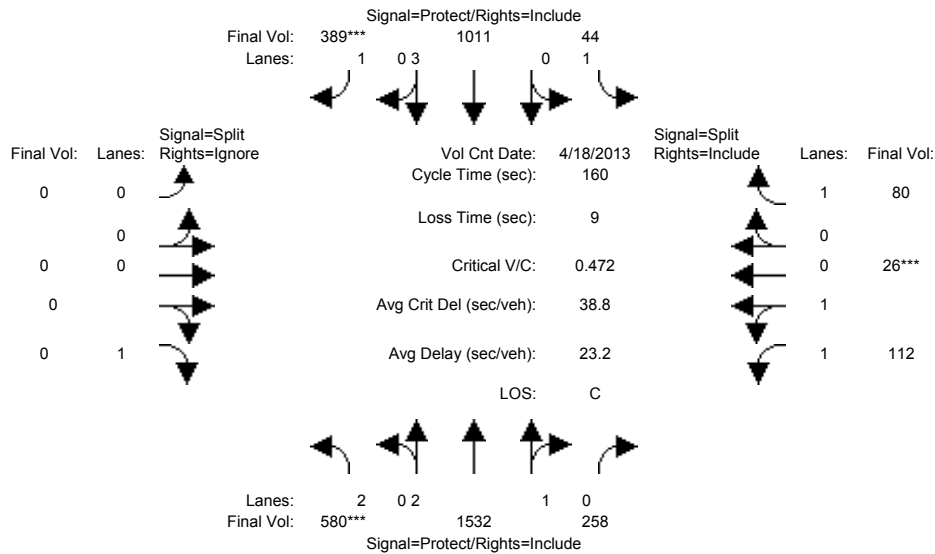 Signal=Protect/Rights=Include
Final Vol: 389*** 1011 44
Lanes: 1 0 3 0 1
Signal=Split
Final Vol: Lanes: Rights=Ignore
Vol Cnt Date: 4/18/2013
Signal=Split
Rights=Include Lanes: Final Vol:
Cycle Time (sec): 160
0 0
1 80
Loss Time (sec): 9
0
0
0 0
Critical V/C: 0.472
0 26***
0
Avg Crit Del (sec/veh): 38.8
1
0 1
Avg Delay (sec/veh): 23.2
1 112
LOS: C
Lanes: 2 0 2 1 0
Final Vol: 580*** 1532 258
Signal=Protect/Rights=Include